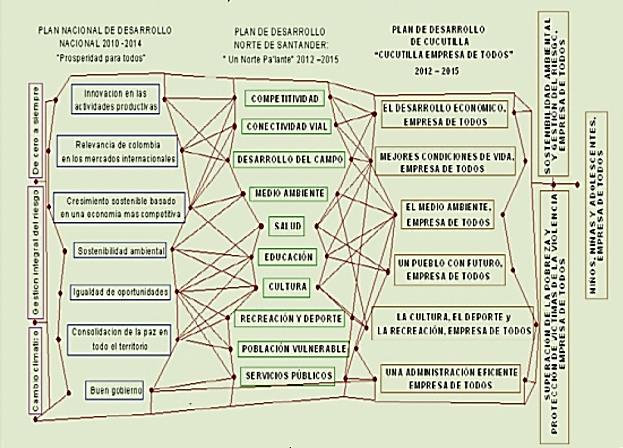 PLAN NACIONAL DE DESARROLLO
NACIONAL 2010 -2014
"Prosperidad para todos"
PLAN DE DESARROLLO
NORTE DE SANTANDER:
" Un Norte Pa'lante" 2012 –2015
PLAN DE DESARROLLO
DE CUCUTILLA
"CUCUTILLA EMPRESA DE TODOS"
2012 – 2015
De cero a siempre
Gestion integral del riesgo
Cambio climatico
Innovacion en las
actividades productivas
Relevancia de colombia
en los mercados internacionales
Crecimiento sostenible basado
en una economia mas competitiva
Sostenibilidad ambiental
Igualdad de oportunidades
Consolidacion de la paz en
todo el territorio
Buen gobierno
COMPETITIVIDAD
CONECTIVIDAD VIAL
DESARROLLO DEL CAMPO
MEDIO AMBIENTE
SALUD
EDUCACIÓN
CULTURA
RECREACIÓN Y DEPORTE
POBLACIÓN VULNERABLE
SERVICIOS PÚBLICOS
EL DESARROLLO ECONÓMICO,
EMPRESA DE TODOS
MEJORES CONDICIONES DE VIDA,
EMPRESA DE TODOS
EL MEDIO AMBIENTE,
EMPRESA DE TODOS
UN PUEBLO CON FUTURO,
EMPRESA DE TODOS
LA CULTURA, EL DEPORTE y
LA RECREACIÓN, EMPRESA DE TODOS
UNA ADMINISTRACIÓN EFICIENTE
EMPRESA DE TODOS
SOSTENIBILIDAD AMBIENTAL
Y GESTIÓN DEL RIESGO,
EMPRESA DE TODOS
SUPERACIÓN DE LA POBREZA Y
PROTECCIÓN DE VÍCTIMAS DE LA VIOLENCIA
EMPRESA DE TODOS
NIÑOS, NIÑAS Y ADOLESCENTES,
EMPRESA DE TODOS